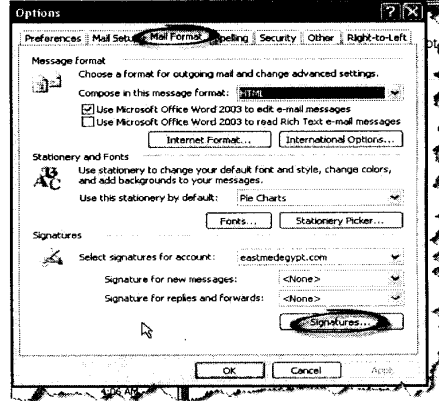 Options
Preferences Mail Setup Mail Format Spelling Security Other Right-to-Left
Message format
Choose a format for outgoing mail and change advanced settings.
Compose in this message format: HTML
Use Microsoft Office Word 2003 to edit e-mail messages
Use Microsoft Office Word 2003 to read Rich Text e-mail messages
Internet Format... International Options...
Stationery and Fonts
Use stationery to change your default font and style, change colors,
and add backgrounds to your messages.
Use this stationery by default: Pie Charts
Fonts... Stationery Picker...
Signatures
Select signatures for account: eastmedegypt.com
Signature for new messages: <None>
Signature for replies and forwards: <None>
Signatures...
OK Cancel Apply
4:06 AM